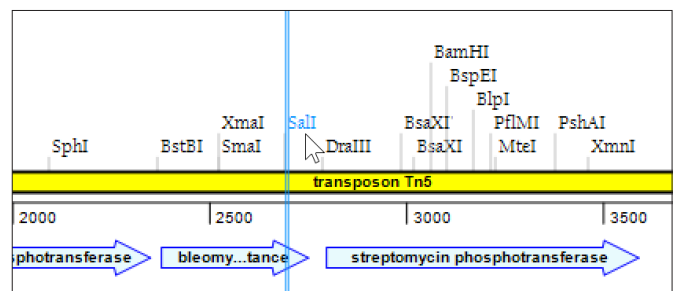 BamHI
BspEI
BlpI
XmaI SalI BsaXI PflMI PshAI
SphI BstBI SmaI DraIII BsaXI MteI XmnI
transposon Tn5
2000 2500 3000 3500
sphotransferase bleomy...tance streptomycin phosphotransferase